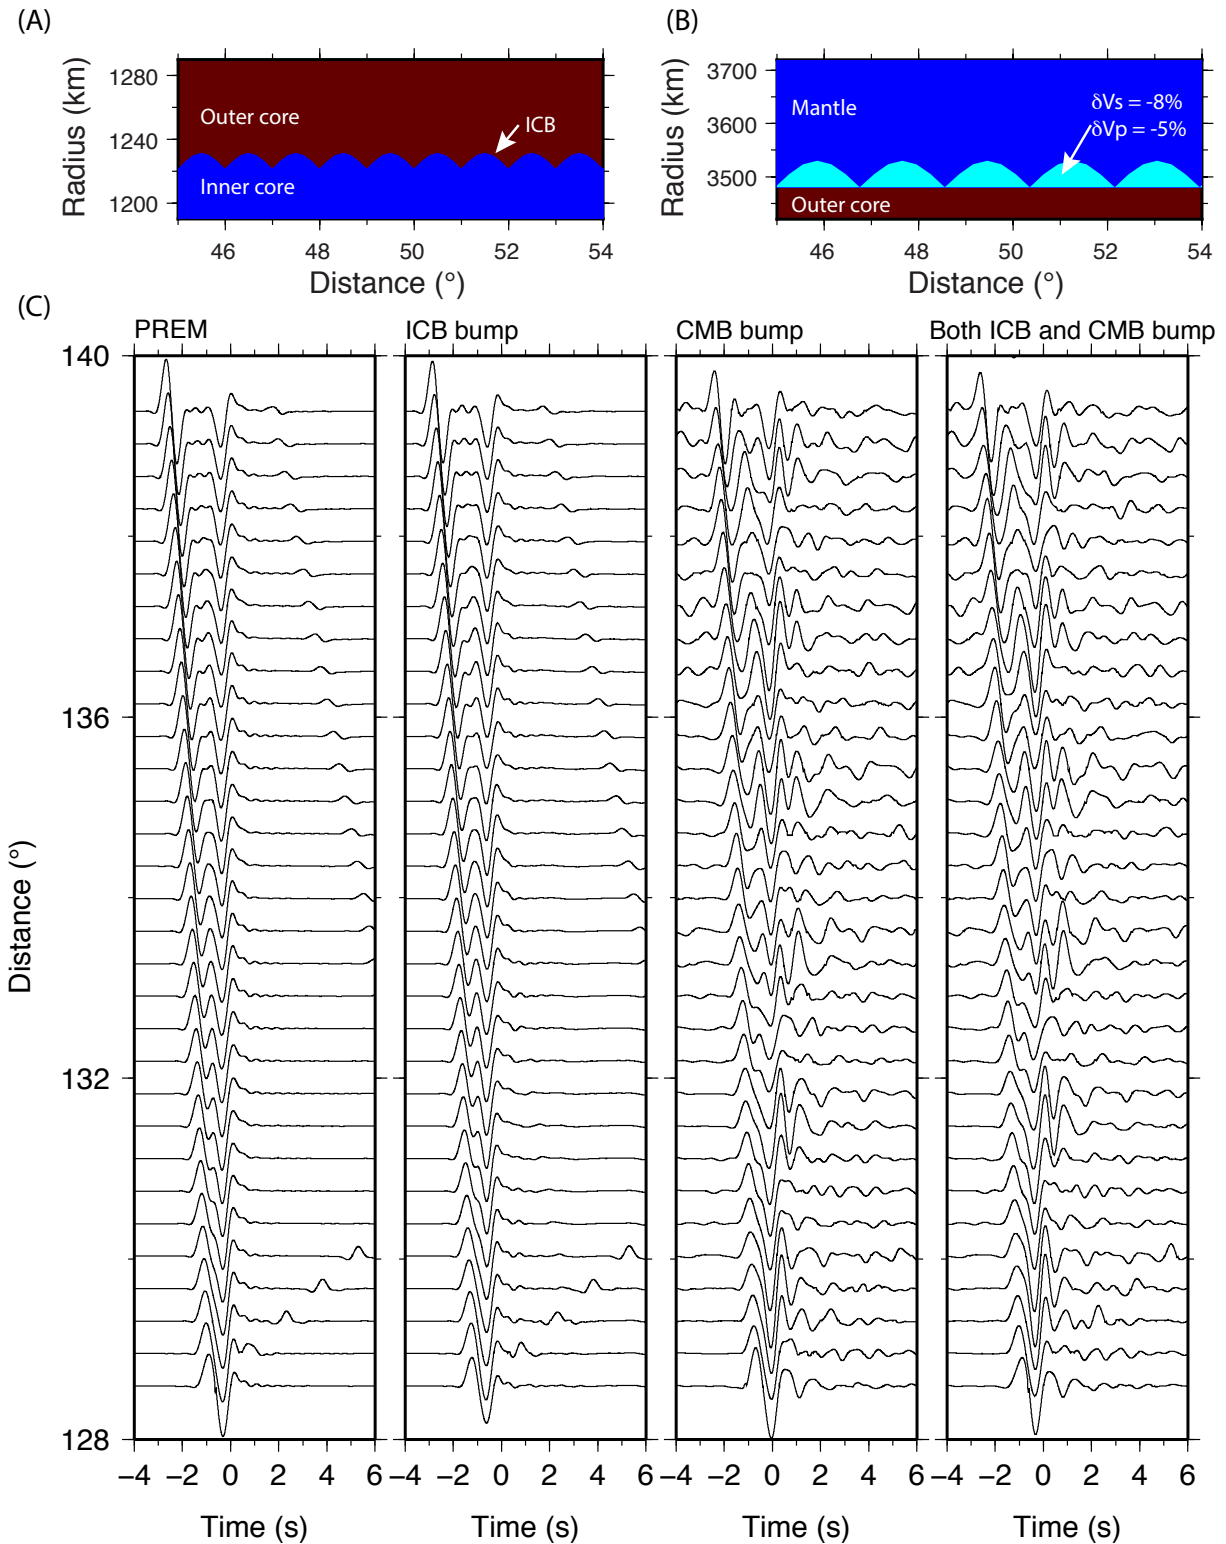 (A)
Radius (km)
1280
1240
1200
Outer core
ICB
Inner core
46
48
50
52
54
Distance (°)
(B)
Radius (km)
3700
3600
3500
Mantle
δVs = -8%
δVp = -5%
Outer core
46
48
50
52
54
Distance (°)
(C)
PREM
ICB bump
CMB bump
Both ICB and CMB bump
Distance (°)
140
136
132
128
−4 −2 0 2 4 6
−4 −2 0 2 4 6
−4 −2 0 2 4 6
−4 −2 0 2 4 6
Time (s)
Time (s)
Time (s)
Time (s)